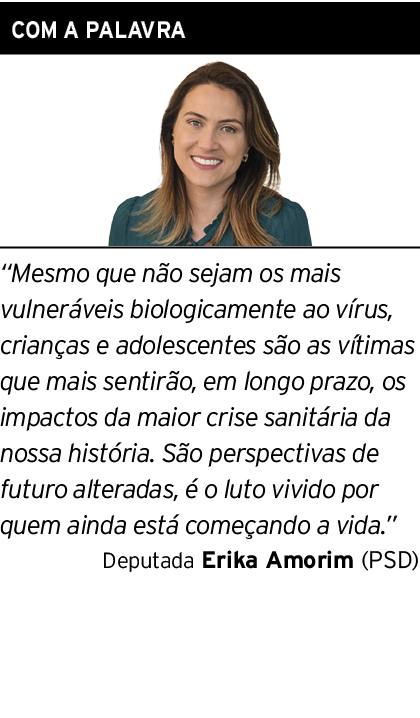 COM A PALAVRA
“Mesmo que não sejam os mais
vulneráveis biologicamente ao vírus,
crianças e adolescentes são as vítimas
que mais sentirão, em longo prazo, os
impactos da maior crise sanitária da
nossa história. São perspectivas de
futuro alteradas, é o luto vivido por
quem ainda está começando a vida.”
Deputada Erika Amorim (PSD)